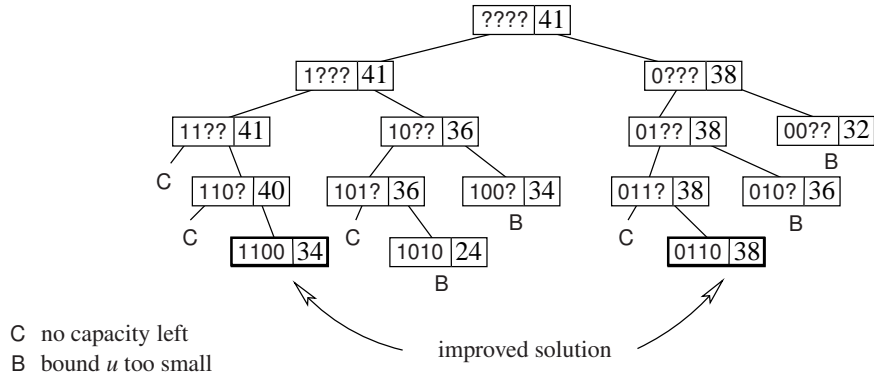 ???? 41
1??? 41
0??? 38
11?? 41
10?? 36
01?? 38
00?? 32
C
B
110? 40
101? 36
100? 34
011? 38
010? 36
C
C
B
C
B
1100 34
1010 24
0110 38
B
C no capacity left
improved solution
B bound u too small